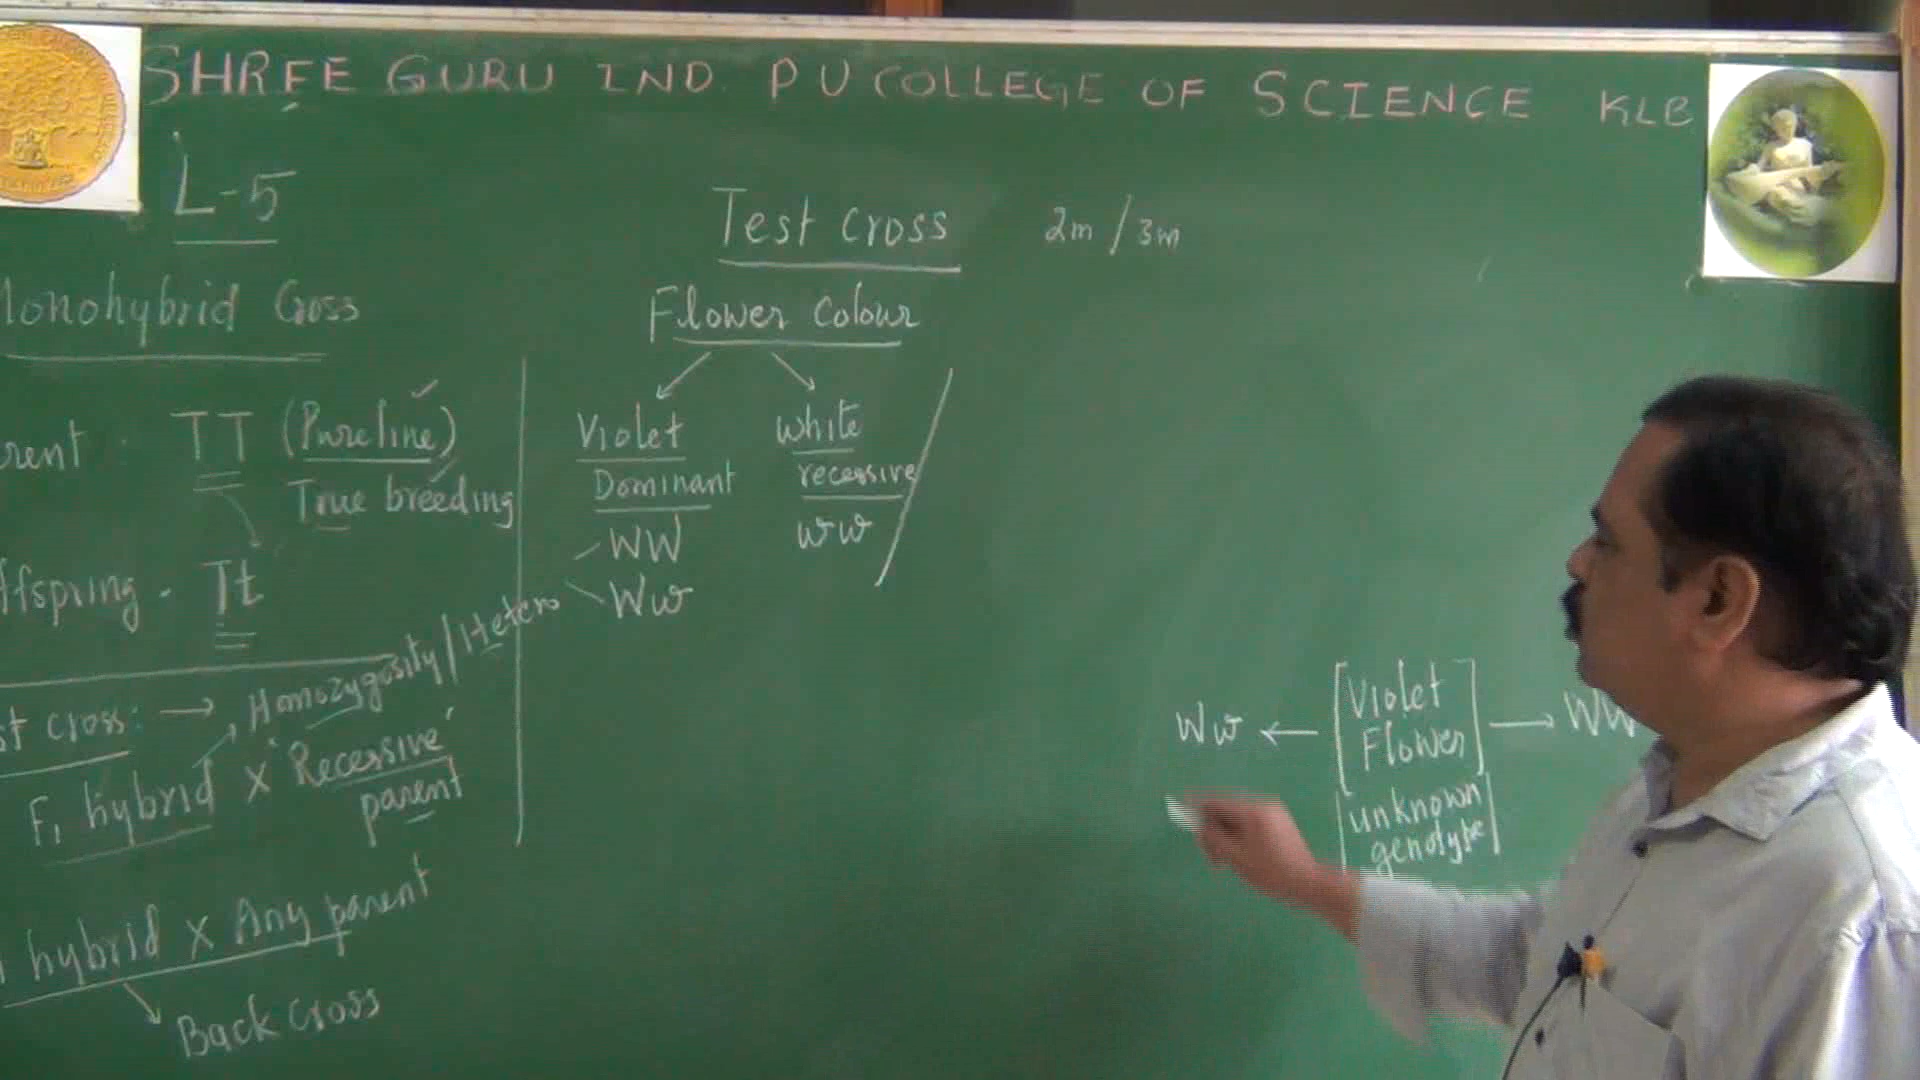 SHREE GURU IND. PU COLLEGE OF SCIENCE KLB
L-5
Monohybrid Cross
rent : TT (Pureline)
True breeding
ffspring - Tt
st cross: → Homozygosity / Hetero
F1 hybrid X Recessive
parent
hybrid X Any parent
Back cross
Test cross 2m / 3m
Flower Colour
Violet white
Dominant recessive
WW ww
Ww
Ww ← [Violet → WW
Flower]
unknown
genotype